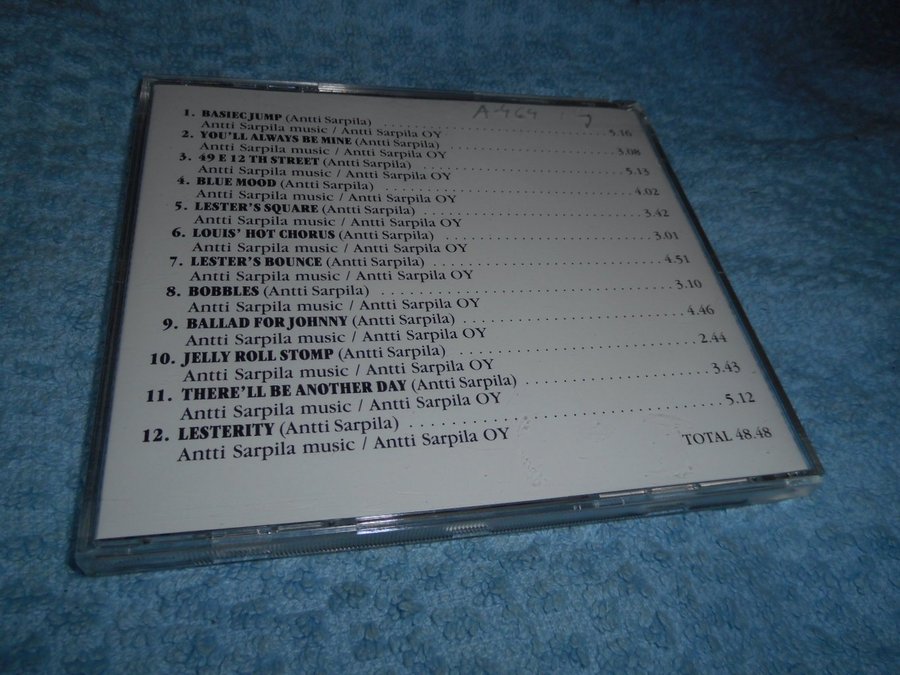 A-464
1. BASIEC JUMP (Antti Sarpila) 5.16
Antti Sarpila music / Antti Sarpila OY
2. YOU'LL ALWAYS BE MINE (Antti Sarpila) 3.08
Antti Sarpila music / Antti Sarpila OY
3. 49 E 12 TH STREET (Antti Sarpila) 5.13
Antti Sarpila music / Antti Sarpila OY
4. BLUE MOOD (Antti Sarpila) 4.02
Antti Sarpila music / Antti Sarpila OY
5. LESTER'S SQUARE (Antti Sarpila) 3.42
Antti Sarpila music / Antti Sarpila OY
6. LOUIS' HOT CHORUS (Antti Sarpila) 3.01
Antti Sarpila music / Antti Sarpila OY
7. LESTER'S BOUNCE (Antti Sarpila) 4.51
Antti Sarpila music / Antti Sarpila OY
8. BOBBLES (Antti Sarpila) 3.10
Antti Sarpila music / Antti Sarpila OY
9. BALLAD FOR JOHNNY (Antti Sarpila) 4.46
Antti Sarpila music / Antti Sarpila OY
10. JELLY ROLL STOMP (Antti Sarpila) 2.44
Antti Sarpila music / Antti Sarpila OY
11. THERE'LL BE ANOTHER DAY (Antti Sarpila) 3.43
Antti Sarpila music / Antti Sarpila OY
12. LESTERITY (Antti Sarpila) 5.12
Antti Sarpila music / Antti Sarpila OY
TOTAL 48.48